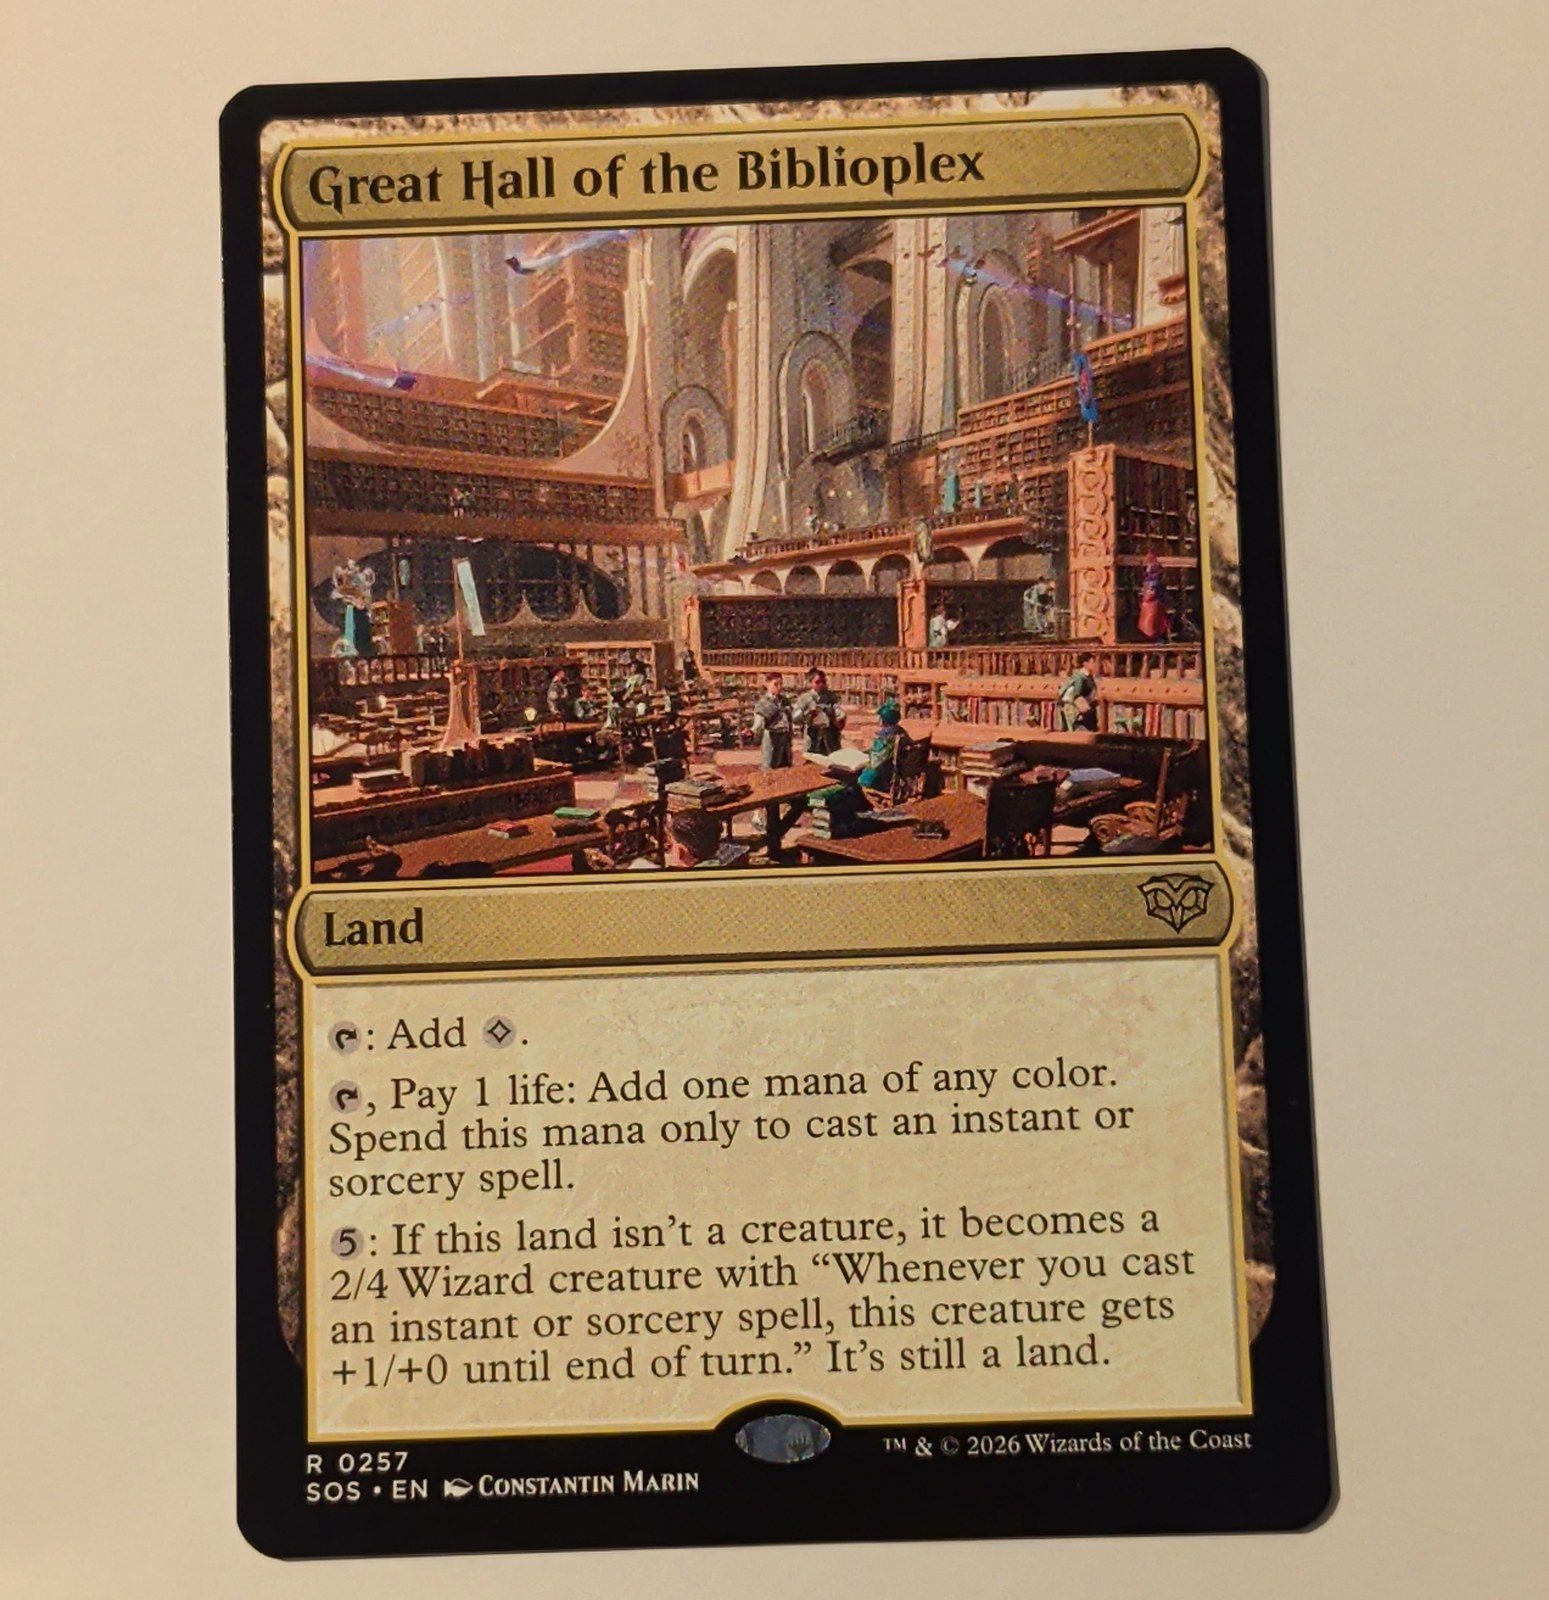 Great Hall of the Biblioplex
Land
: Add .
, Pay 1 life: Add one mana of any color.
Spend this mana only to cast an instant or
sorcery spell.
5: If this land isn’t a creature, it becomes a
2/4 Wizard creature with “Whenever you cast
an instant or sorcery spell, this creature gets
+1/+0 until end of turn.” It’s still a land.
R 0257
SOS • EN Constantin Marin
™ & © 2026 Wizards of the Coast